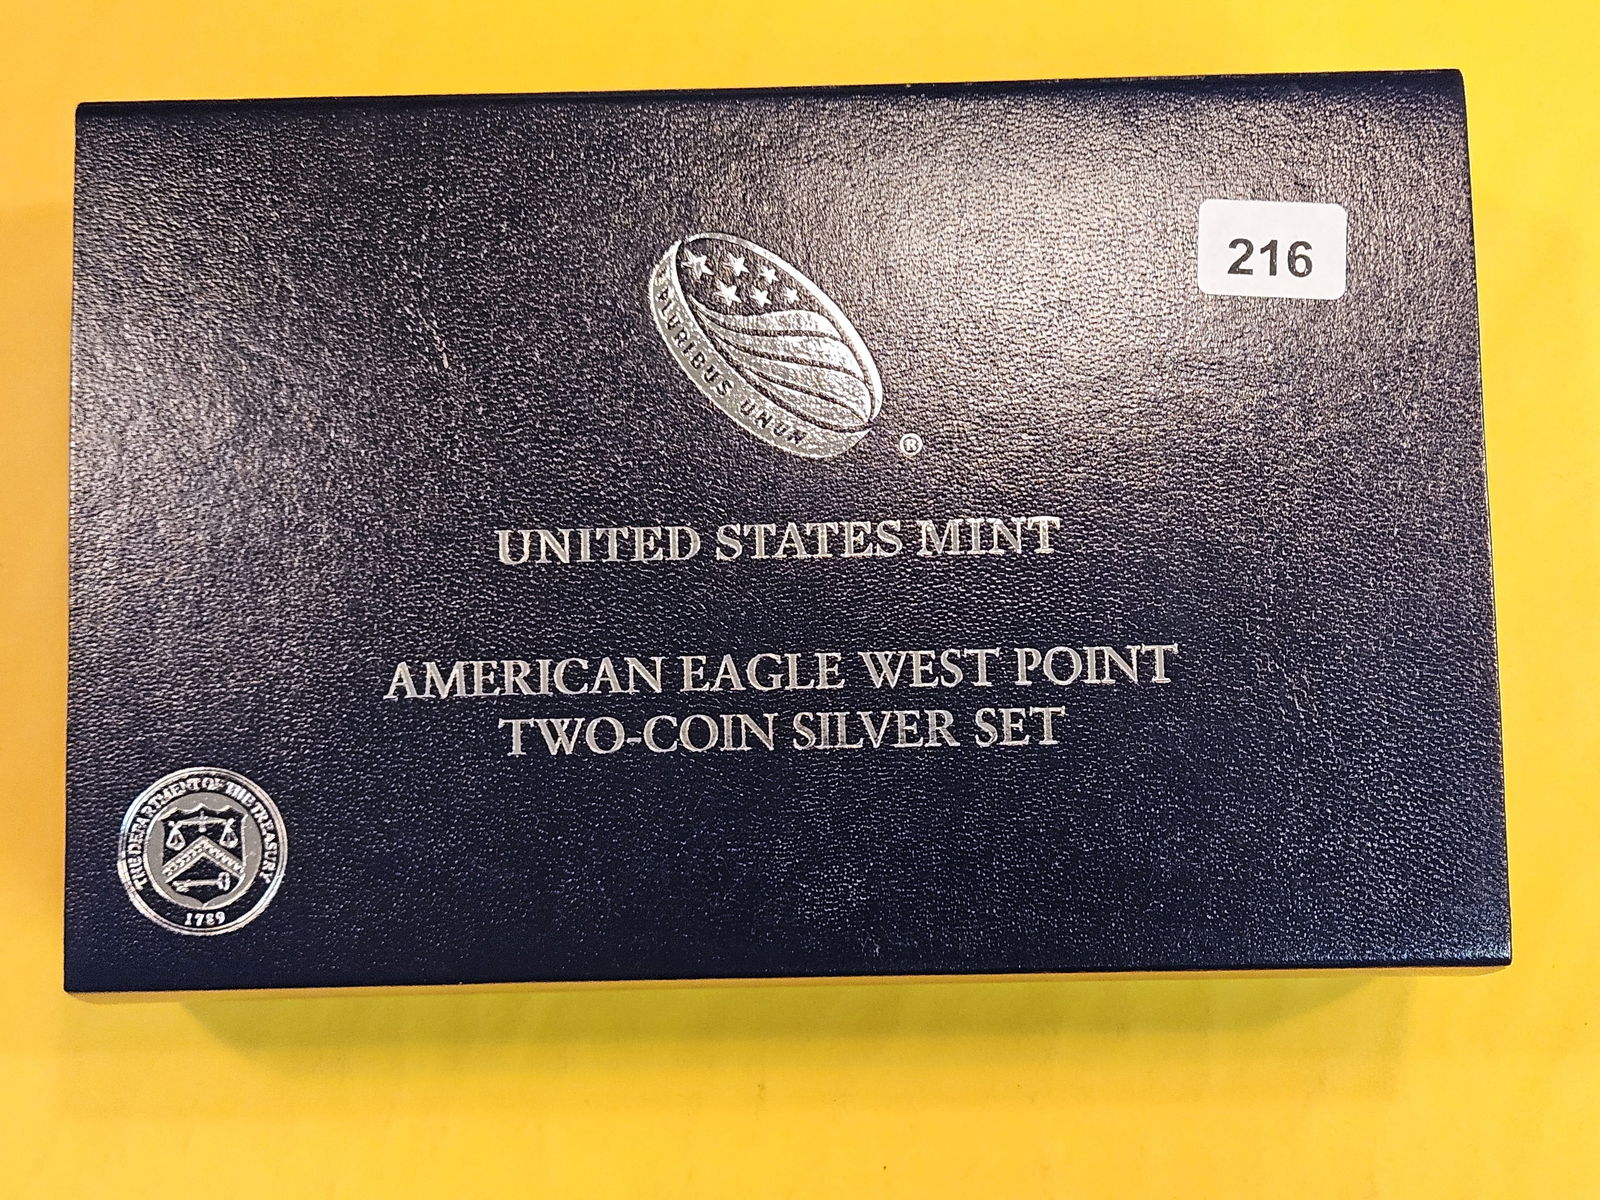 216
PLURIBUS UNUM
®
UNITED STATES MINT
AMERICAN EAGLE WEST POINT
TWO-COIN SILVER SET
THE DEPARTMENT OF THE TREASURY
1789